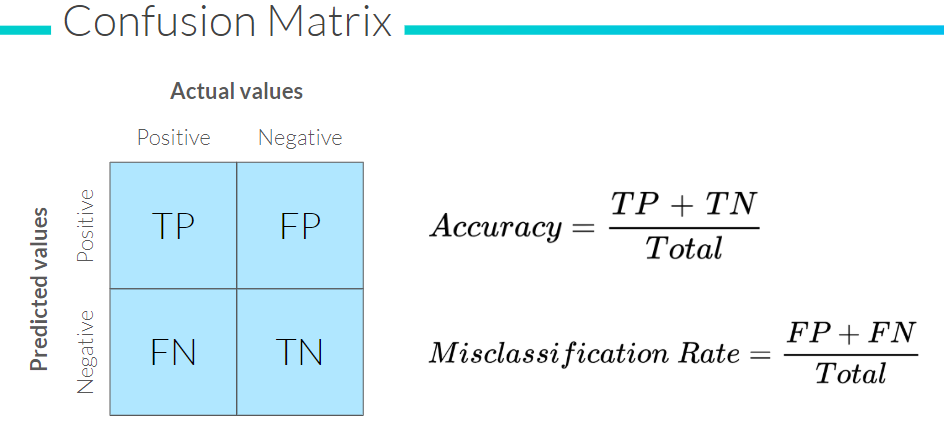 Confusion Matrix
Actual values
Positive Negative
Predicted values
Positive
TP FP
Negative
FN TN
Accuracy = TP + TN / Total
Misclassification Rate = FP + FN / Total